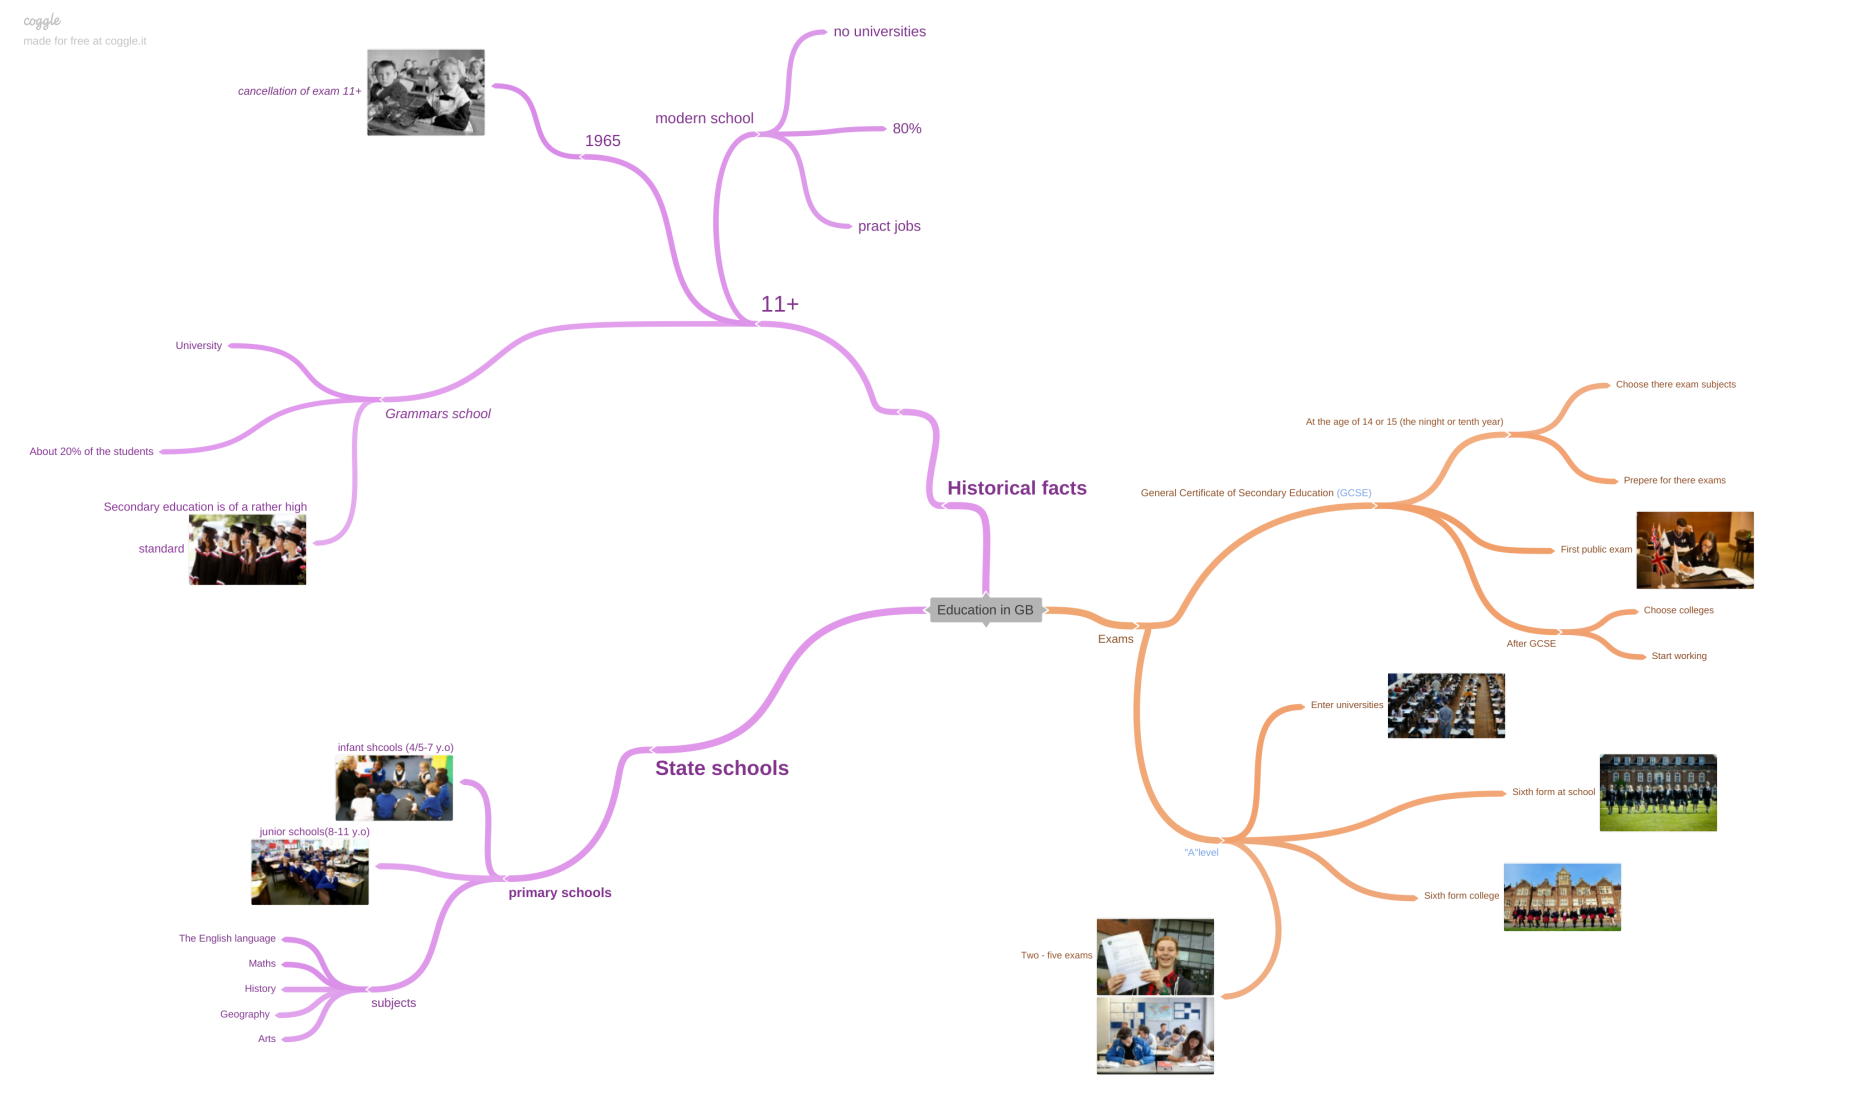 coggle
made for free at coggle.it
no universities
cancellation of exam 11+
modern school
80%
1965
pract jobs
11+
University
Grammars school
About 20% of the students
Secondary education is of a rather high
standard
Historical facts
Education in GB
State schools
infant shcools (4/5-7 y.o)
junior schools(8-11 y.o)
primary schools
The English language
Maths
History
Geography
Arts
subjects
Exams
General Certificate of Secondary Education (GCSE)
At the age of 14 or 15 (the ninght or tenth year)
Choose there exam subjects
Prepere for there exams
First public exam
After GCSE
Choose colleges
Start working
"A"level
Enter universities
Sixth form at school
Sixth form college
Two - five exams